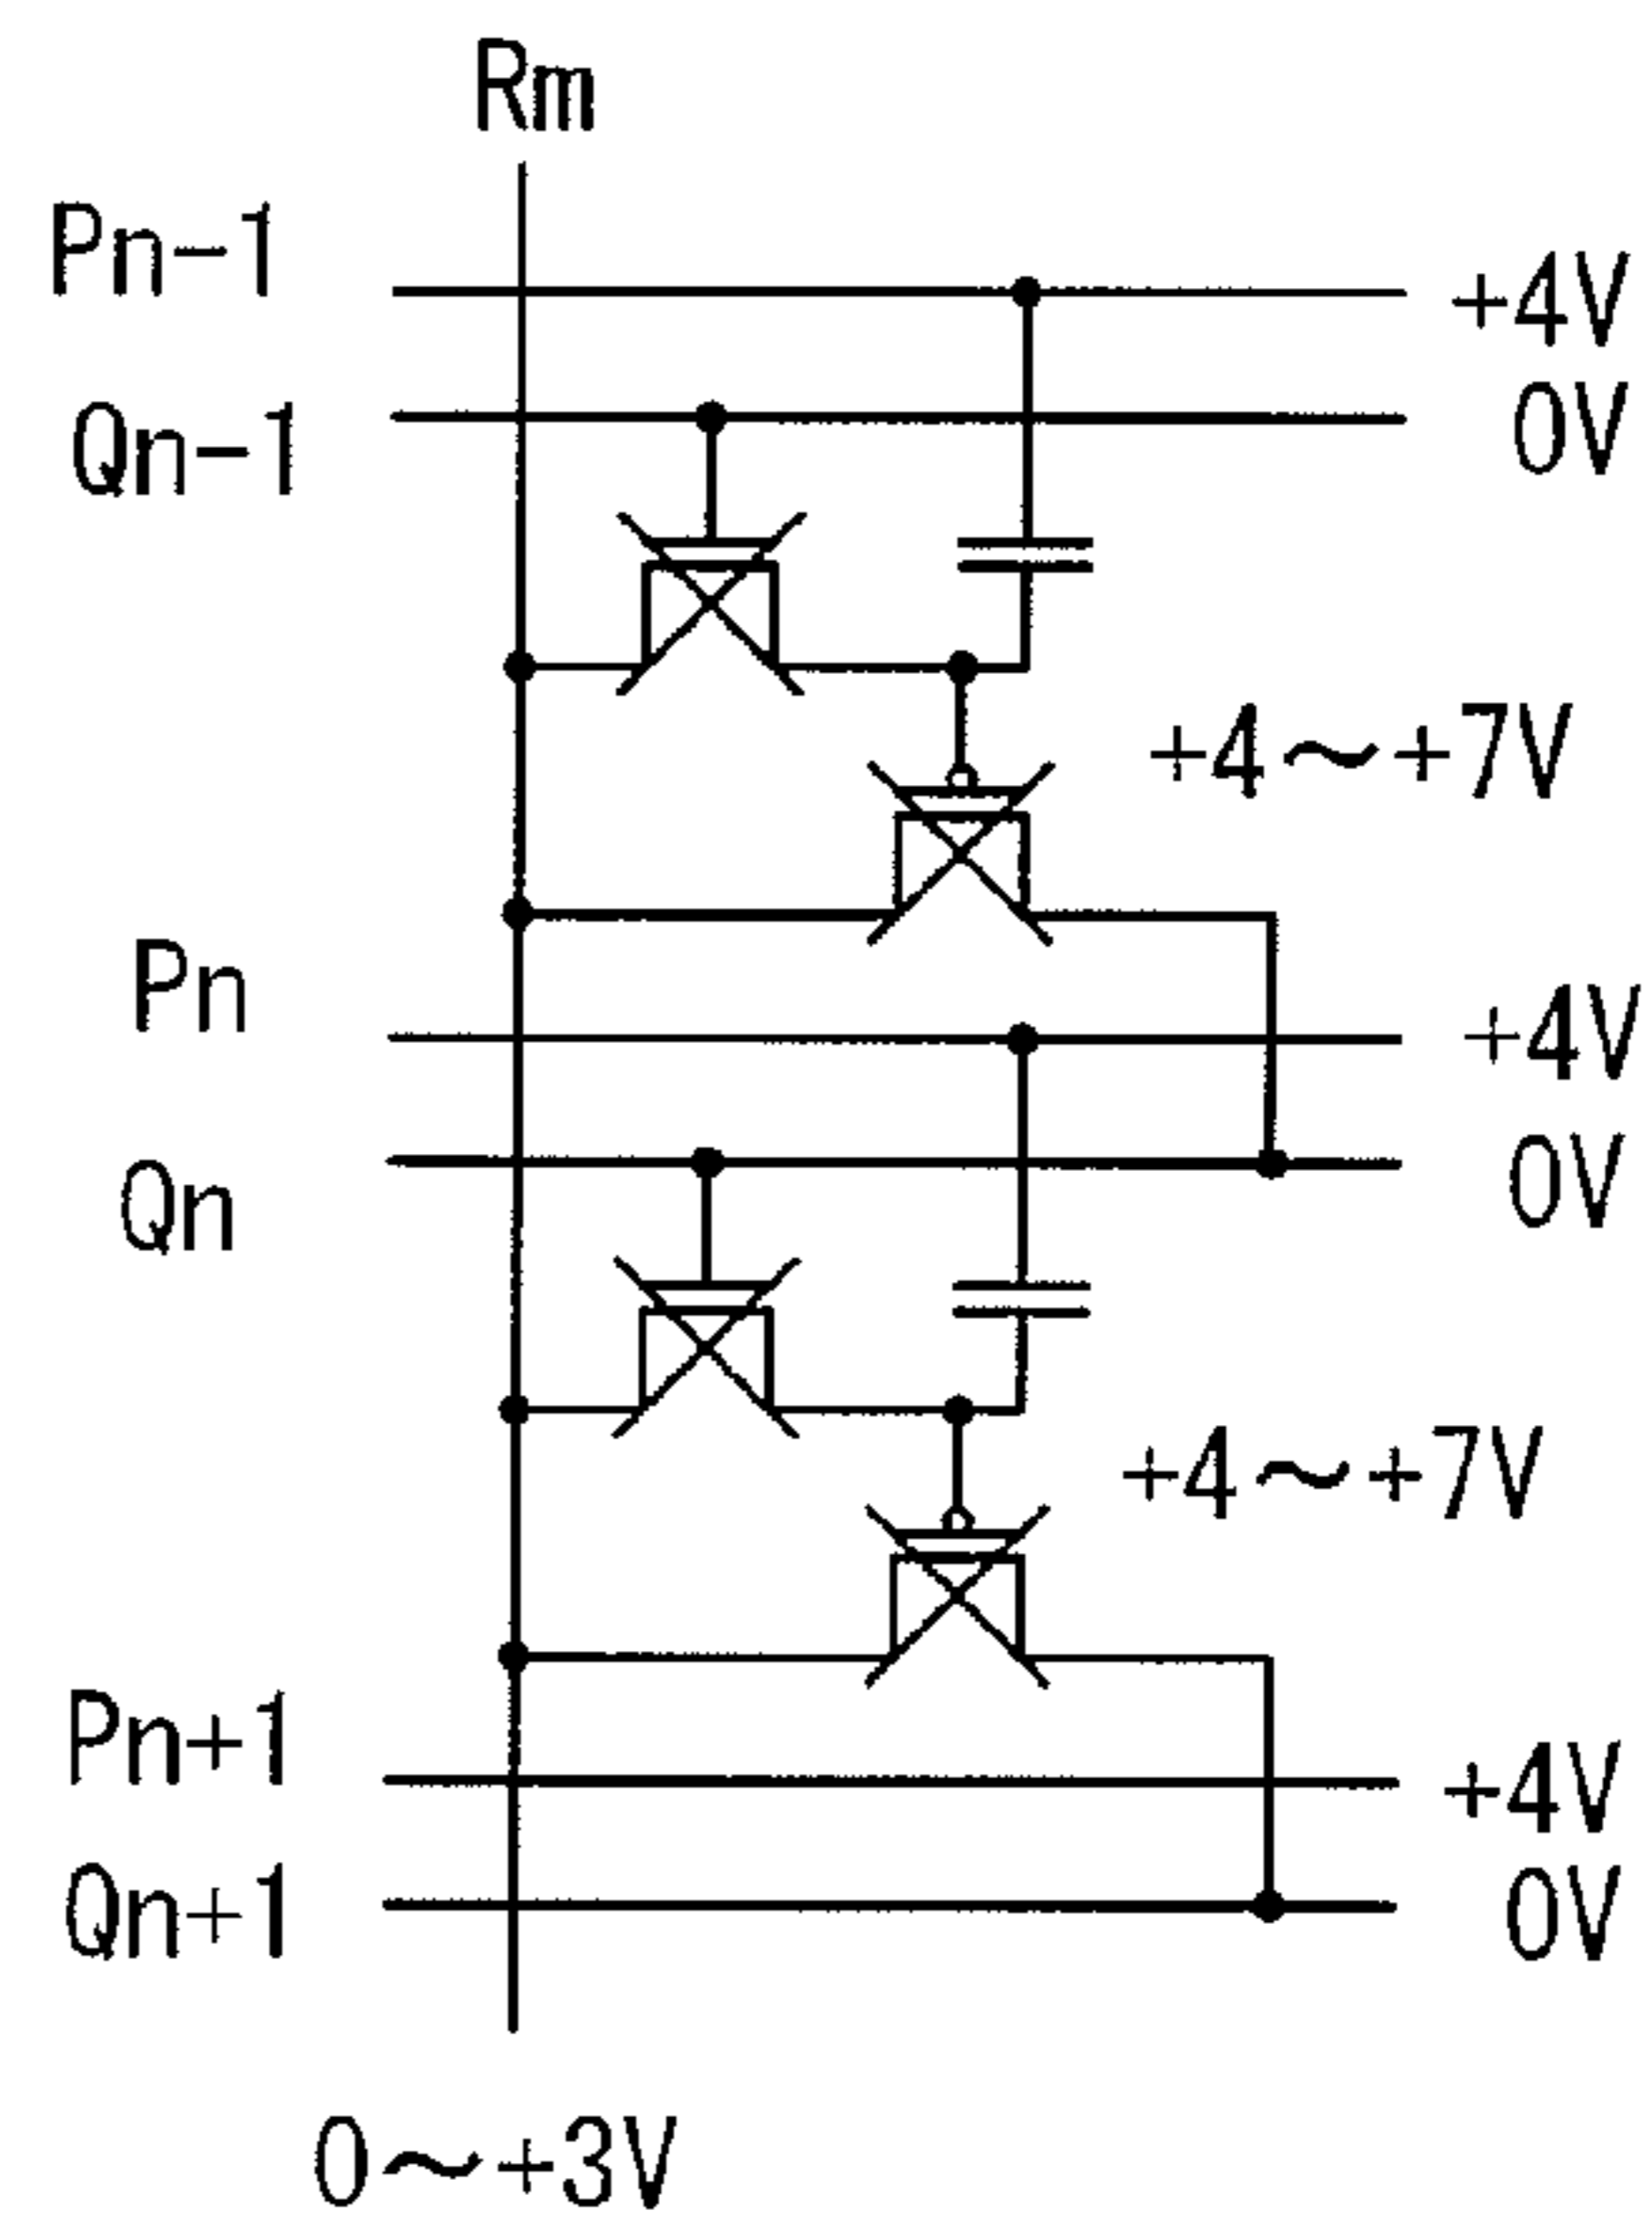 Rm
Pn-1
+4V
Qn-1
0V
+4～+7V
Pn
+4V
Qn
0V
+4～+7V
Pn+1
+4V
Qn+1
0V
0～+3V